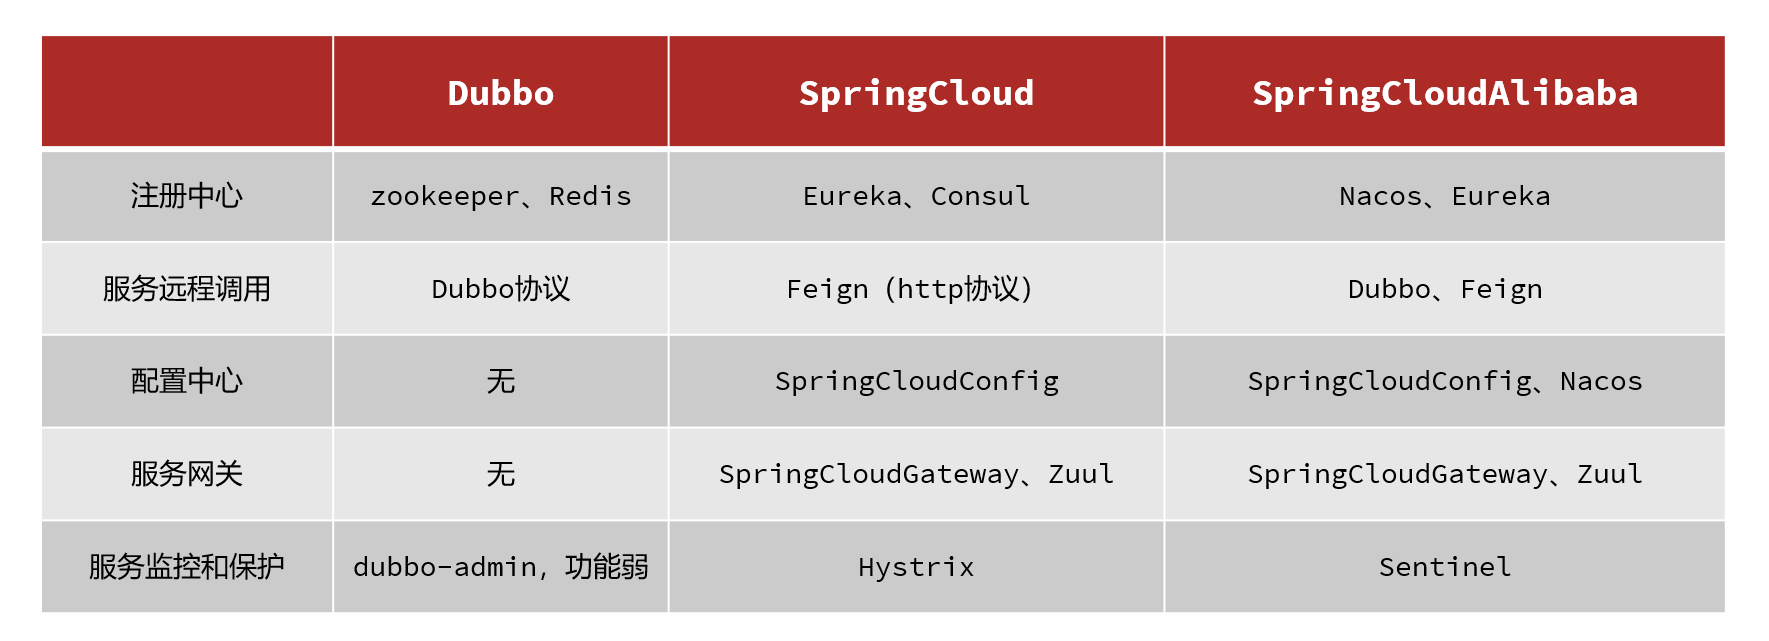 Dubbo SpringCloud SpringCloudAlibaba
注册中心 zookeeper、Redis Eureka、Consul Nacos、Eureka
服务远程调用 Dubbo协议 Feign（http协议） Dubbo、Feign
配置中心 无 SpringCloudConfig SpringCloudConfig、Nacos
服务网关 无 SpringCloudGateway、Zuul SpringCloudGateway、Zuul
服务监控和保护 dubbo-admin，功能弱 Hystrix Sentinel